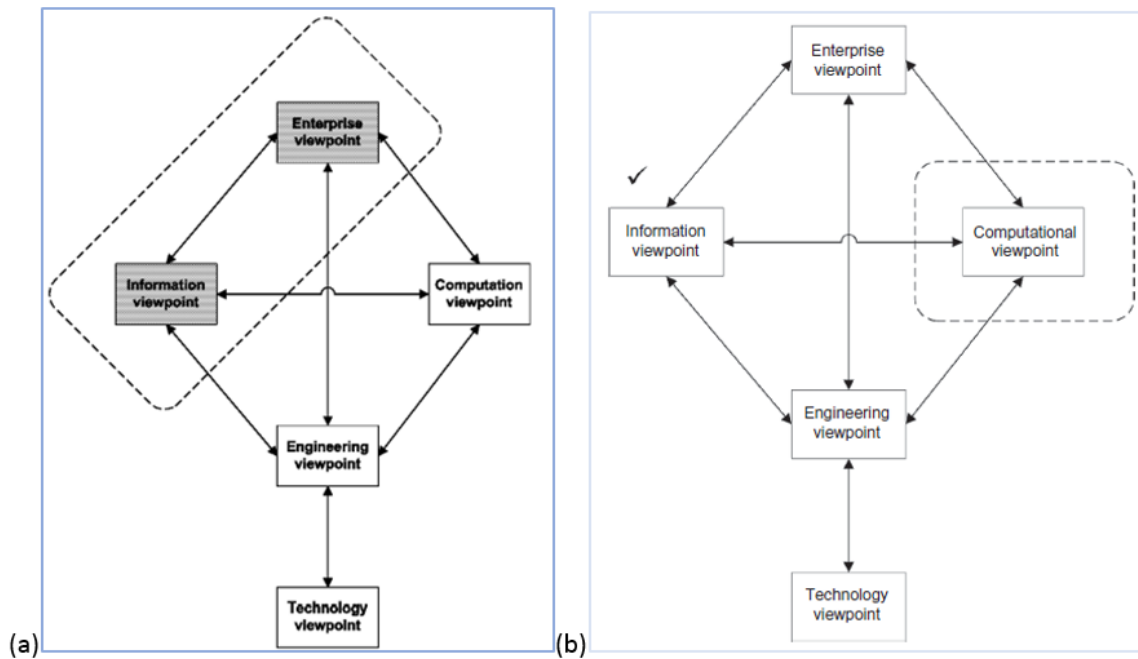 Enterprise
viewpoint
Information
viewpoint
Computation
viewpoint
Engineering
viewpoint
Technology
viewpoint
(a)
Enterprise
viewpoint
Information
viewpoint
Computational
viewpoint
Engineering
viewpoint
Technology
viewpoint
(b)